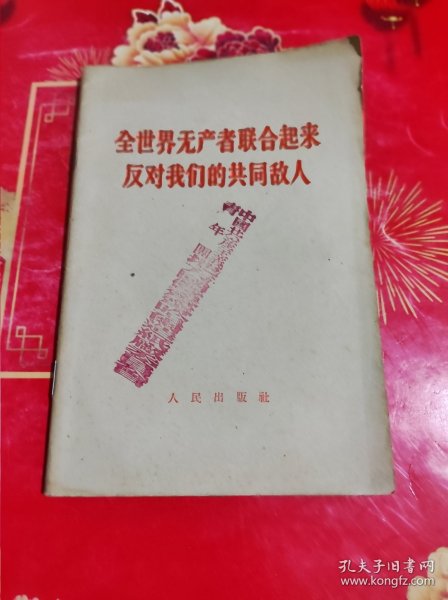 全世界无产者联合起来
反对我们的共同敌人
人民出版社
孔夫子旧书网
www.kongfz.com